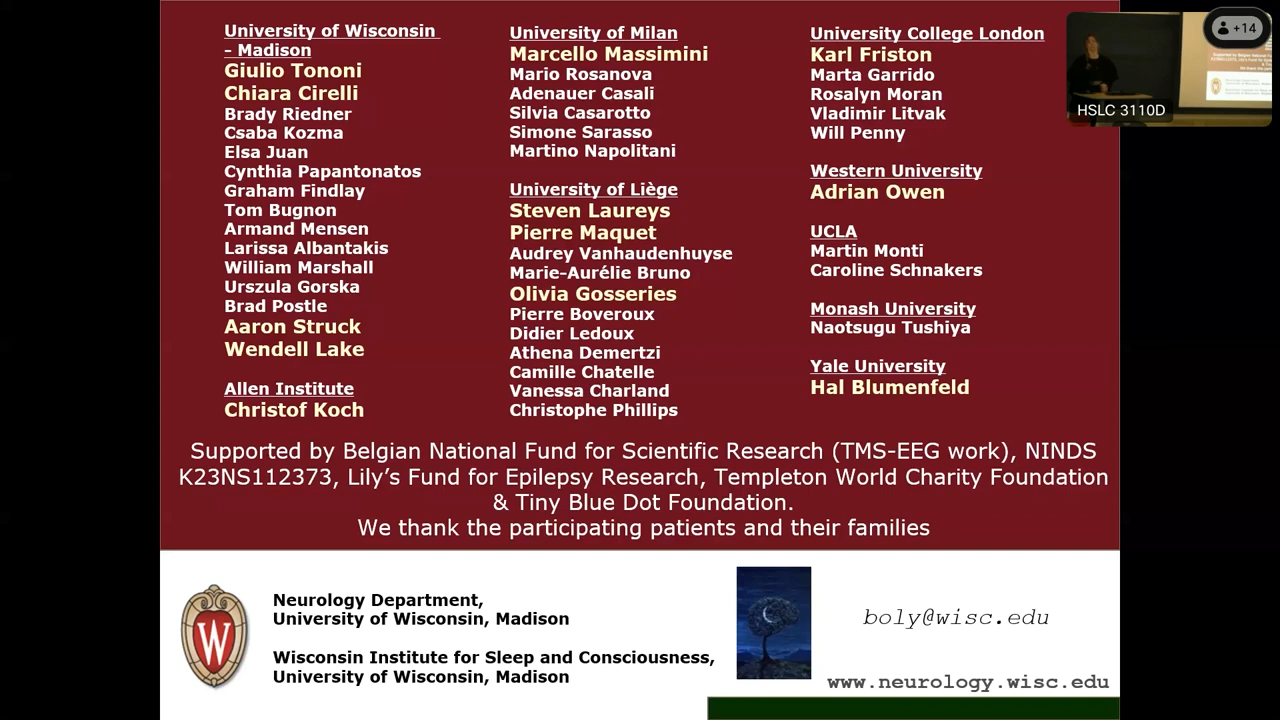 University of Wisconsin
- Madison
Giulio Tononi
Chiara Cirelli
Brady Riedner
Csaba Kozma
Elsa Juan
Cynthia Papantonatos
Graham Findlay
Tom Bugnon
Armand Mensen
Larissa Albantakis
William Marshall
Urszula Gorska
Brad Postle
Aaron Struck
Wendell Lake
Allen Institute
Christof Koch
University of Milan
Marcello Massimini
Mario Rosanova
Adenauer Casali
Silvia Casarotto
Simone Sarasso
Martino Napolitani
University of Liège
Steven Laureys
Pierre Maquet
Audrey Vanhaudenhuyse
Marie-Aurélie Bruno
Olivia Gosseries
Pierre Boveroux
Didier Ledoux
Athena Demertzi
Camille Chatelle
Vanessa Charland
Christophe Phillips
University College London
Karl Friston
Marta Garrido
Rosalyn Moran
Vladimir Litvak
Will Penny
Western University
Adrian Owen
UCLA
Martin Monti
Caroline Schnakers
Monash University
Naotsugu Tushiya
Yale University
Hal Blumenfeld
+14
HSLC 3110D
Supported by Belgian National Fund for Scientific Research (TMS-EEG work), NINDS
K23NS112373, Lily's Fund for Epilepsy Research, Templeton World Charity Foundation
& Tiny Blue Dot Foundation.
We thank the participating patients and their families
W
Neurology Department,
University of Wisconsin, Madison
Wisconsin Institute for Sleep and Consciousness,
University of Wisconsin, Madison
boly@wisc.edu
www.neurology.wisc.edu